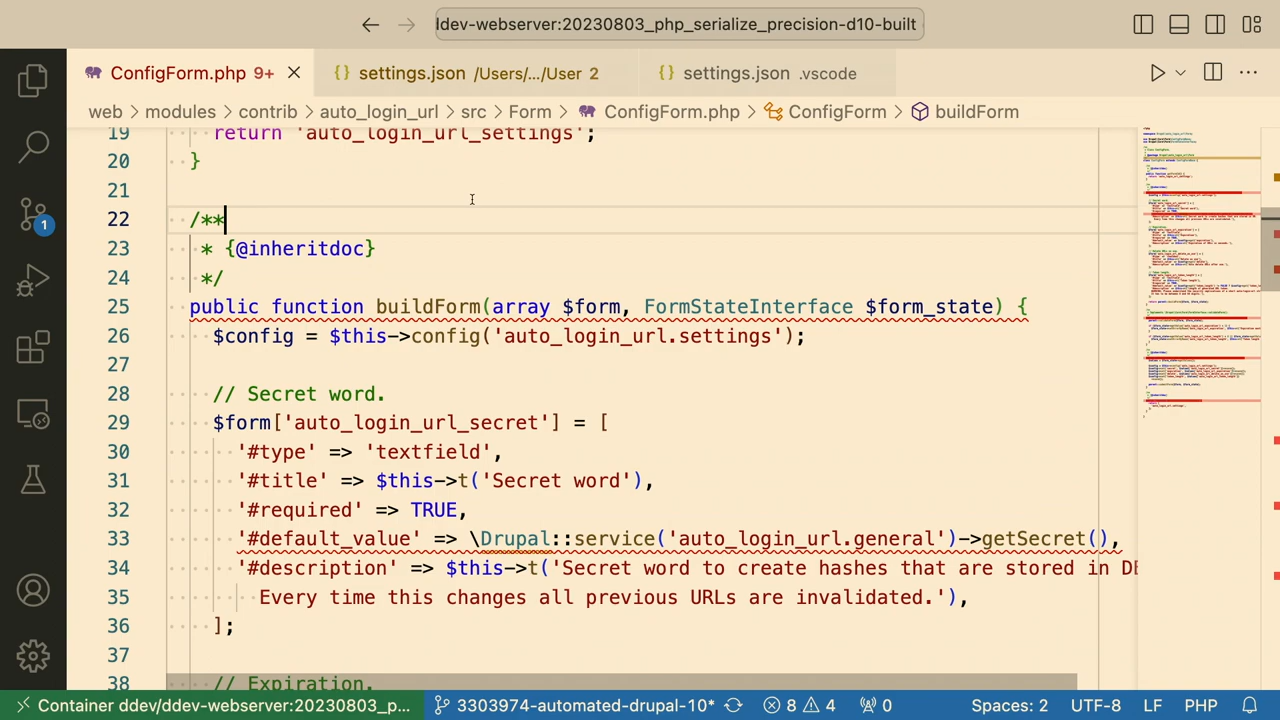 ddev-webserver:20230803_php_serialize_precision-d10-built
ConfigForm.php 9+
settings.json /Users/.../User 2
settings.json .vscode
web > modules > contrib > auto_login_url > src > Form > ConfigForm.php > ConfigForm > buildForm
19 return 'auto_login_url_settings';
20 }
21
22 /**
23 * {@inheritdoc}
24 */
25 public function buildForm(array $form, FormStateInterface $form_state) {
26 $config = $this->config('auto_login_url.settings');
27
28 // Secret word.
29 $form['auto_login_url_secret'] = [
30 '#type' => 'textfield',
31 '#title' => $this->t('Secret word'),
32 '#required' => TRUE,
33 '#default_value' => \Drupal::service('auto_login_url.general')->getSecret(),
34 '#description' => $this->t('Secret word to create hashes that are stored in DB
35 Every time this changes all previous URLs are invalidated.'),
36 ];
37
38 // Expiration.
1
Container ddev/ddev-webserver:20230803_p... 3303974-automated-drupal-10* 8 4 0 Spaces: 2 UTF-8 LF PHP